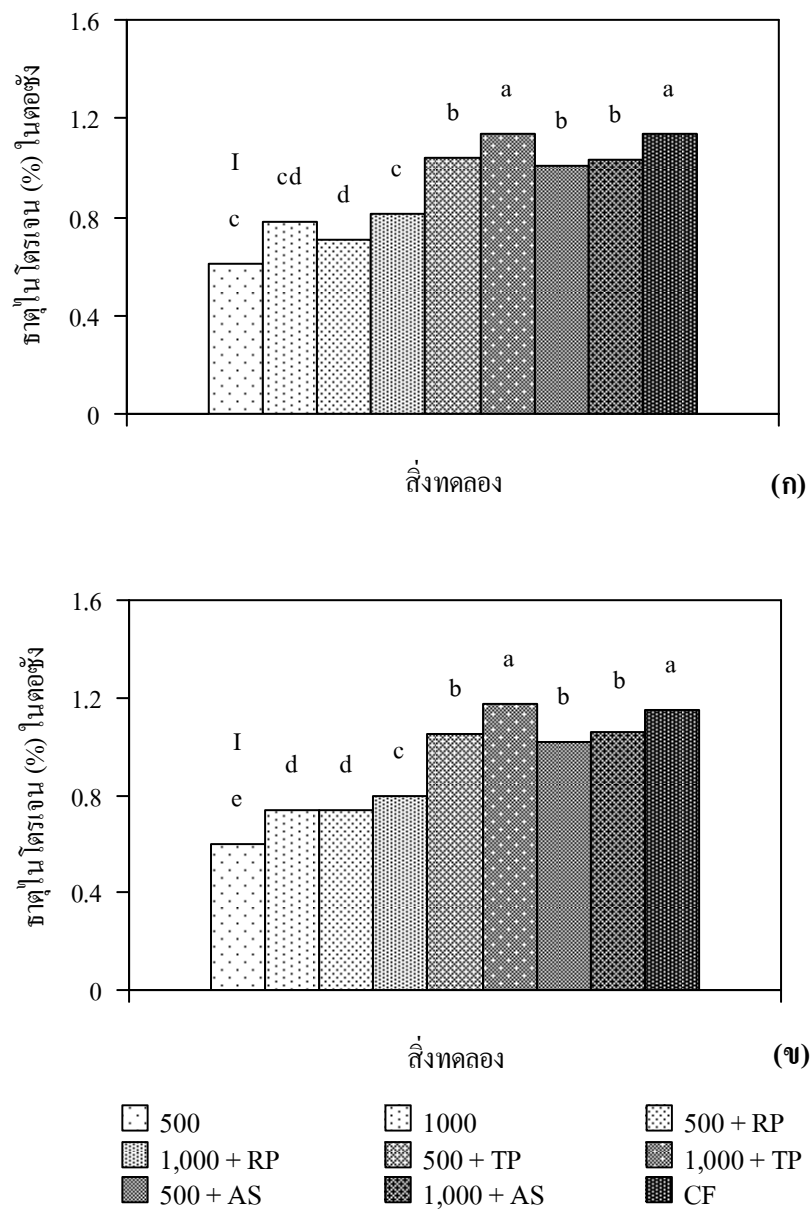 1.6
1.2
0.8
0.4
0
ธาตุไนโตรเจน (%) ในตอซัง
I
c
cd
d
c
b
a
b
b
a
สิ่งทดลอง
(ก)
1.6
1.2
0.8
0.4
0
ธาตุไนโตรเจน (%) ในตอซัง
I
e
d
d
c
b
a
b
b
a
สิ่งทดลอง
(ข)
500 1000 500 + RP
1,000 + RP 500 + TP 1,000 + TP
500 + AS 1,000 + AS CF